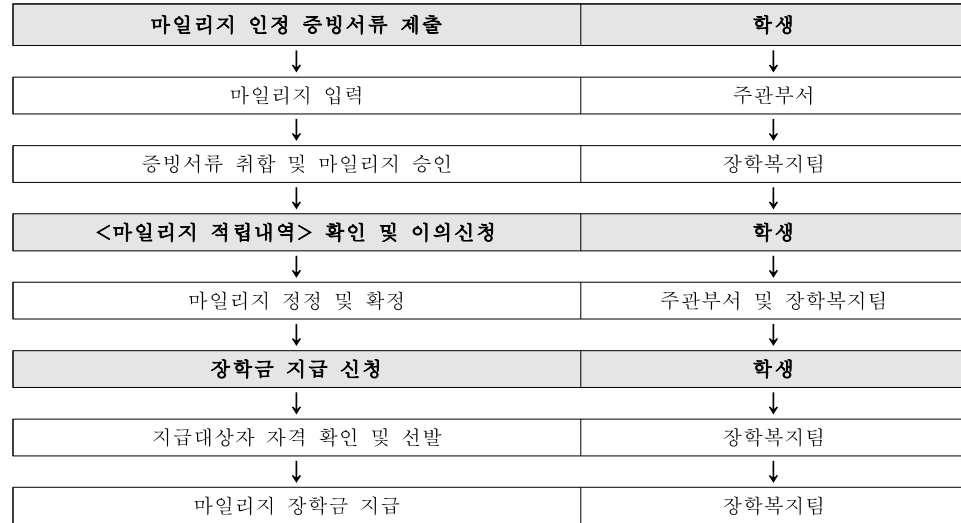 마일리지 인정 증빙서류 제출 학생
↓ ↓
마일리지 입력 주관부서
↓ ↓
증빙서류 취합 및 마일리지 승인 장학복지팀
↓ ↓
<마일리지 적립내역> 확인 및 이의신청 학생
↓ ↓
마일리지 정정 및 확정 주관부서 및 장학복지팀
↓ ↓
장학금 지급 신청 학생
↓ ↓
지급대상자 자격 확인 및 선발 장학복지팀
↓ ↓
마일리지 장학금 지급 장학복지팀